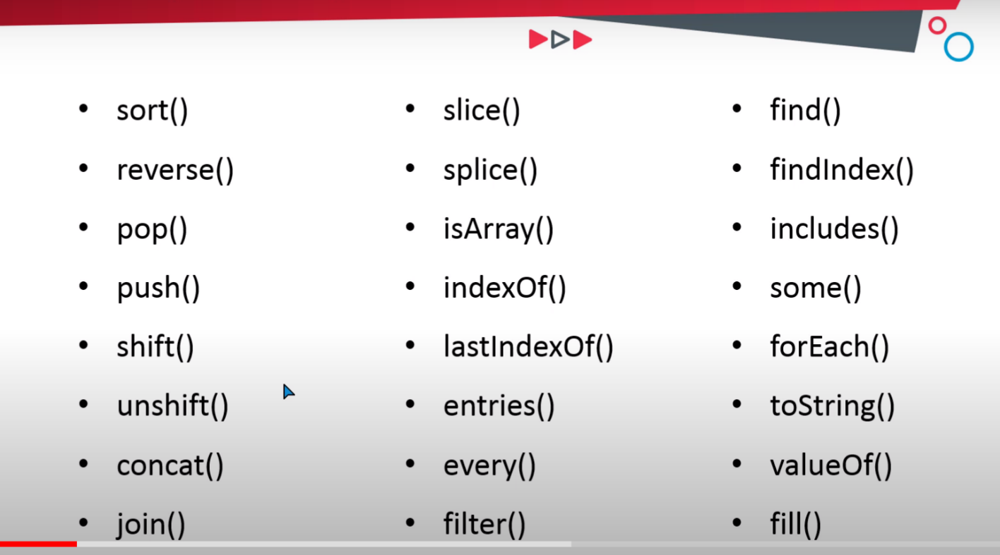 sort()
reverse()
pop()
push()
shift()
unshift()
concat()
join()
slice()
splice()
isArray()
indexOf()
lastIndexOf()
entries()
every()
filter()
find()
findIndex()
includes()
some()
forEach()
toString()
valueOf()
fill()